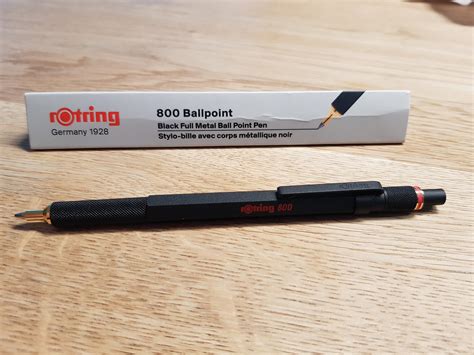 rotring
Germany 1928
800 Ballpoint
Black Full Metal Ball Point Pen
Stylo-bille avec corps métallique noir
rotring 800